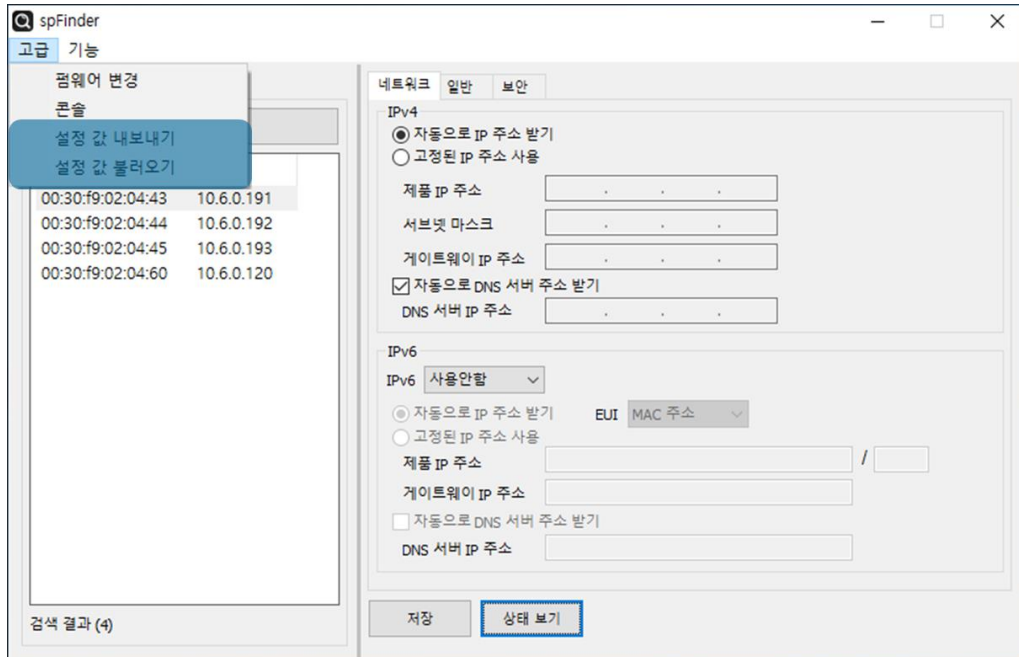 spFinder
고급 기능
펌웨어 변경
콘솔
설정 값 내보내기
설정 값 불러오기
00:30:f9:02:04:43 10.6.0.191
00:30:f9:02:04:44 10.6.0.192
00:30:f9:02:04:45 10.6.0.193
00:30:f9:02:04:60 10.6.0.120
검색 결과 (4)
네트워크 일반 보안
IPv4
자동으로 IP 주소 받기
고정된 IP 주소 사용
제품 IP 주소 . . .
서브넷 마스크 . . .
게이트웨이 IP 주소 . . .
자동으로 DNS 서버 주소 받기
DNS 서버 IP 주소 . . .
IPv6
IPv6 사용안함
자동으로 IP 주소 받기 EUI MAC 주소
고정된 IP 주소 사용
제품 IP 주소 /
게이트웨이 IP 주소
자동으로 DNS 서버 주소 받기
DNS 서버 IP 주소
저장 상태 보기